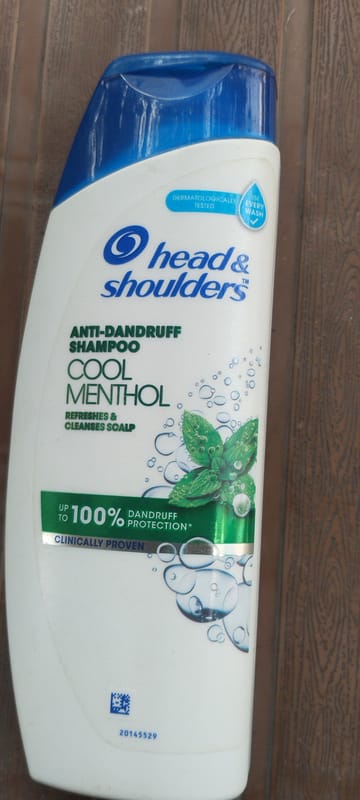 DERMATOLOGICALLY
TESTED
USE
EVERY
WASH
head &
shoulders™
ANTI-DANDRUFF
SHAMPOO
COOL
MENTHOL
REFRESHES &
CLEANSES SCALP
UP TO 100% DANDRUFF
PROTECTION*
CLINICALLY PROVEN
20145529